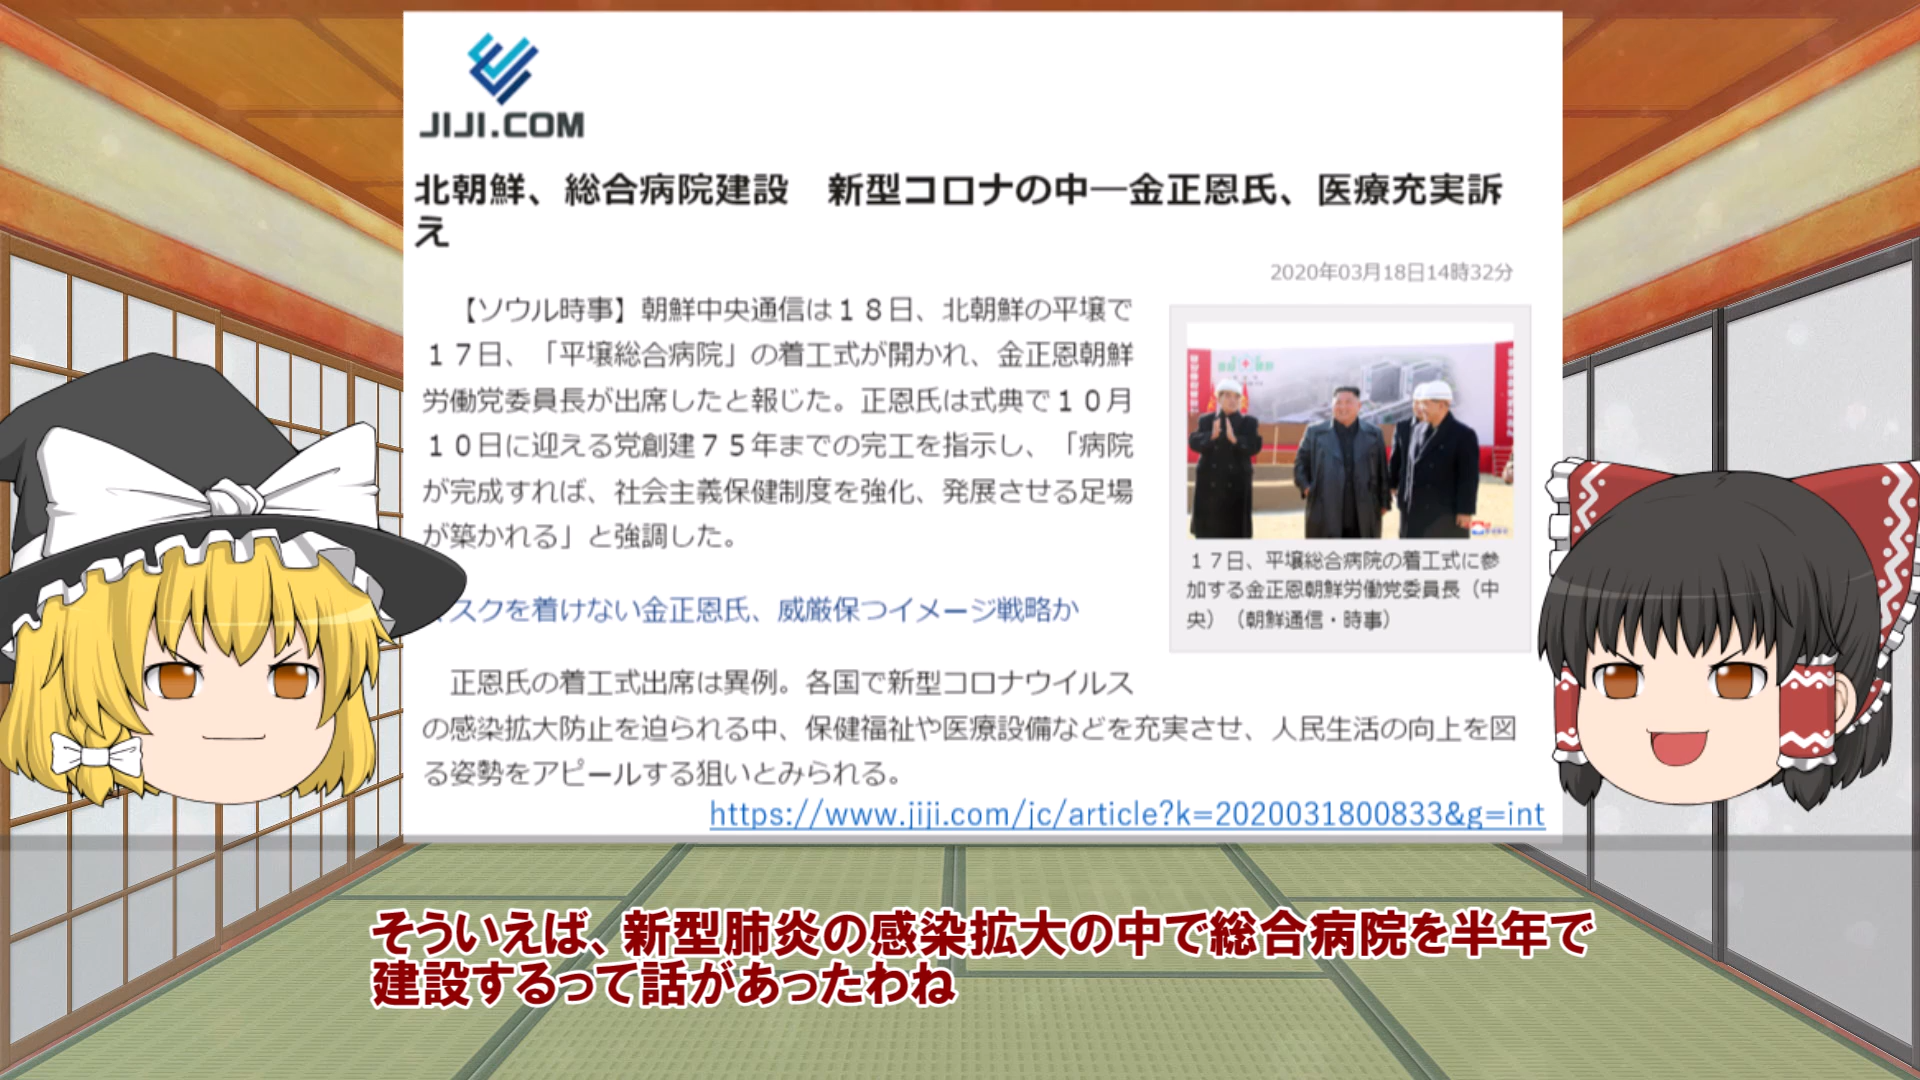 JIJI.COM
北朝鮮、総合病院建設　新型コロナの中―金正恩氏、医療充実訴
え
2020年03月18日14時32分
【ソウル時事】朝鮮中央通信は１８日、北朝鮮の平壌で
１７日、「平壌総合病院」の着工式が開かれ、金正恩朝鮮
労働党委員長が出席したと報じた。正恩氏は式典で１０月
１０日に迎える党創建７５年までの完工を指示し、「病院
が完成すれば、社会主義保健制度を強化、発展させる足場
が築かれる」と強調した。
１７日、平壌総合病院の着工式に参
加する金正恩朝鮮労働党委員長（中
央）（朝鮮通信・時事）
スクを着けない金正恩氏、威厳保つイメージ戦略か
正恩氏の着工式出席は異例。各国で新型コロナウイルス
の感染拡大防止を迫られる中、保健福祉や医療設備などを充実させ、人民生活の向上を図
る姿勢をアピールする狙いとみられる。
https://www.jiji.com/jc/article?k=2020031800833&g=int
そういえば、新型肺炎の感染拡大の中で総合病院を半年で
建設するって話があったわね